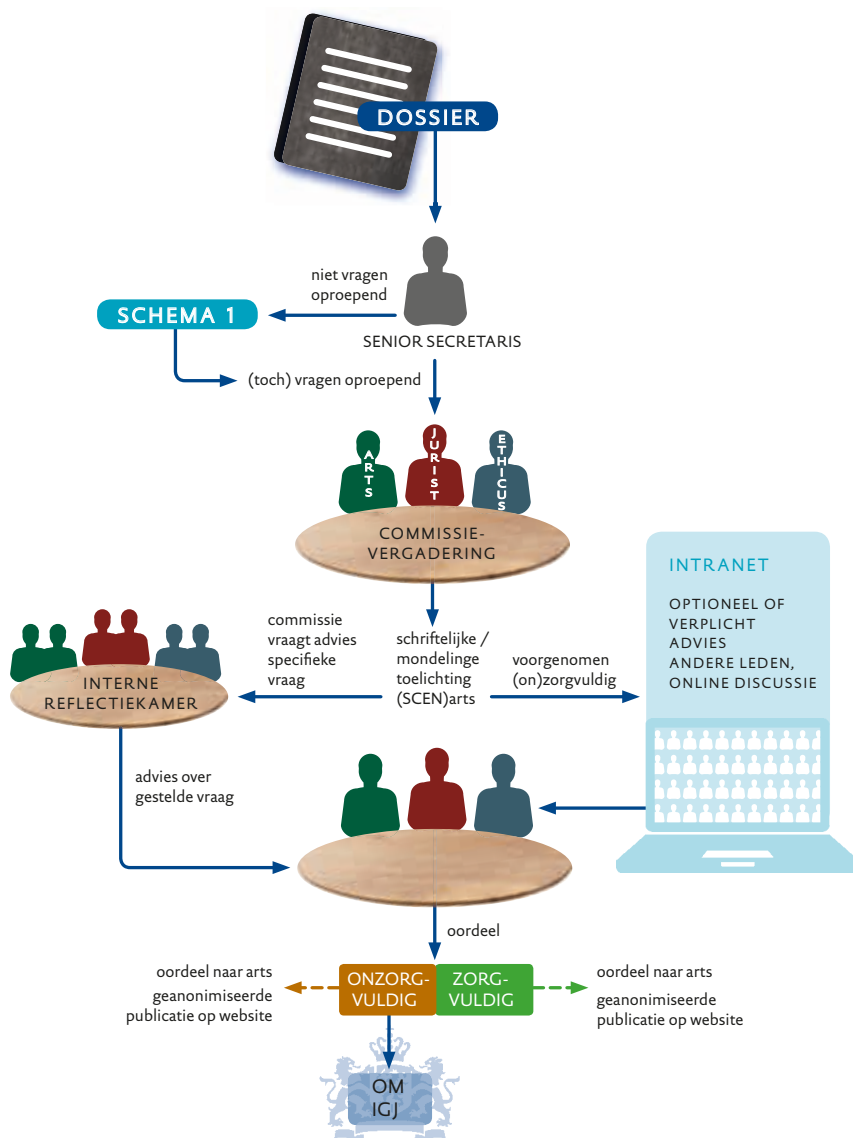 DOSSIER
niet vragen
oproepend
SCHEMA 1
SENIOR SECRETARIS
(toch) vragen oproepend
ARTS
JURIST
ETHICUS
COMMISSIE-
VERGADERING
INTRANET
OPTIONEEL OF
VERPLICHT
ADVIES
ANDERE LEDEN,
ONLINE DISCUSSIE
commissie
vraagt advies
specifieke
vraag
schriftelijke /
mondelinge
toelichting
(SCEN)arts
voorgenomen
(on)zorgvuldig
INTERNE
REFLECTIEKAMER
advies over
gestelde vraag
oordeel
oordeel naar arts
geanonimiseerde
publicatie op website
ONZORG-
VULDIG
ZORG-
VULDIG
oordeel naar arts
geanonimiseerde
publicatie op website
OM
IGJ